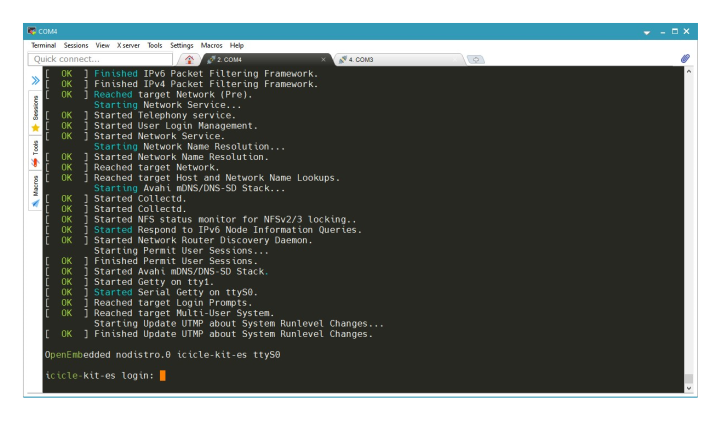 COM4
Terminal Sessions View X server Tools Settings Macros Help
Quick connect...
2. COM4
4. COM3
Sessions
Tools
Macros
[ OK ] Finished IPv6 Packet Filtering Framework.
[ OK ] Finished IPv4 Packet Filtering Framework.
[ OK ] Reached target Network (Pre).
Starting Network Service...
[ OK ] Started Telephony service.
[ OK ] Started User Login Management.
[ OK ] Started Network Service.
Starting Network Name Resolution...
[ OK ] Started Network Name Resolution.
[ OK ] Reached target Network.
[ OK ] Reached target Host and Network Name Lookups.
Starting Avahi mDNS/DNS-SD Stack...
[ OK ] Started Collectd.
[ OK ] Started Collectd.
[ OK ] Started NFS status monitor for NFSv2/3 locking..
[ OK ] Started Respond to IPv6 Node Information Queries.
[ OK ] Started Network Router Discovery Daemon.
Starting Permit User Sessions...
[ OK ] Finished Permit User Sessions.
[ OK ] Started Avahi mDNS/DNS-SD Stack.
[ OK ] Started Getty on tty1.
[ OK ] Started Serial Getty on ttyS0.
[ OK ] Reached target Login Prompts.
[ OK ] Reached target Multi-User System.
Starting Update UTMP about System Runlevel Changes...
[ OK ] Finished Update UTMP about System Runlevel Changes.
OpenEmbedded nodistro.0 icicle-kit-es ttyS0
icicle-kit-es login: